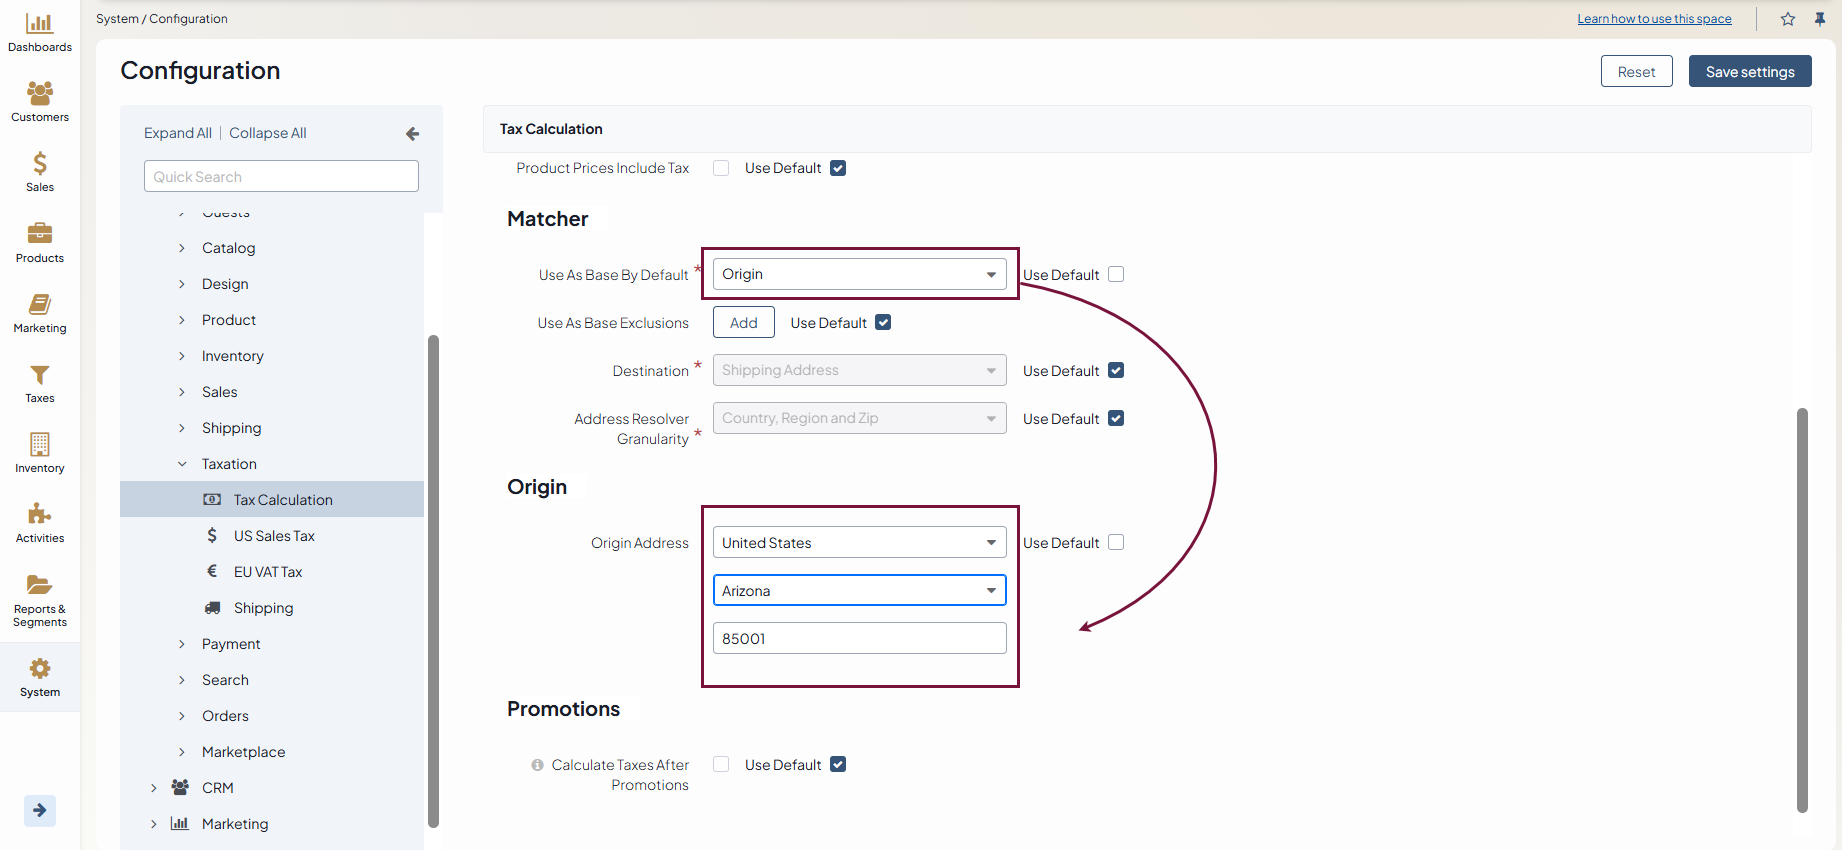 System / Configuration
Learn how to use this space
Dashboards
Customers
Sales
Products
Marketing
Taxes
Inventory
Activities
Reports &
Segments
System
Configuration
Reset
Save settings
Expand All
Collapse All
Quick Search
Guests
Catalog
Design
Product
Inventory
Sales
Shipping
Taxation
Tax Calculation
US Sales Tax
EU VAT Tax
Shipping
Payment
Search
Orders
Marketplace
CRM
Marketing
Tax Calculation
Product Prices Include Tax Use Default
Matcher
Use As Base By Default * Origin Use Default
Use As Base Exclusions Add Use Default
Destination * Shipping Address Use Default
Address Resolver Country, Region and Zip Use Default
Granularity *
Origin
Origin Address United States Use Default
Arizona
85001
Promotions
Calculate Taxes After Use Default
Promotions